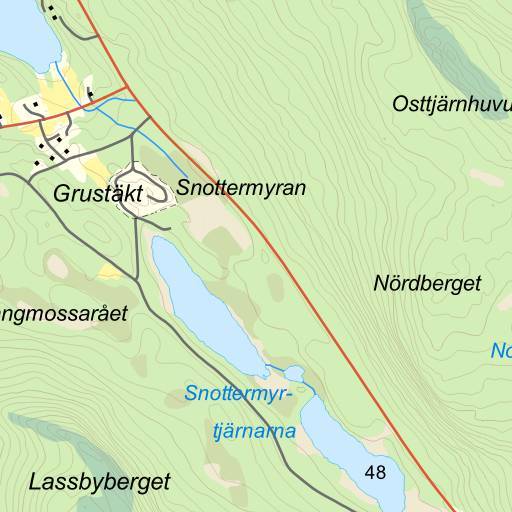 Osttjärnhuvu
Grustäkt
Snottermyran
Nördberget
ngmossarået
No
Snottermyr-
tjärnarna
Lassbyberget
48